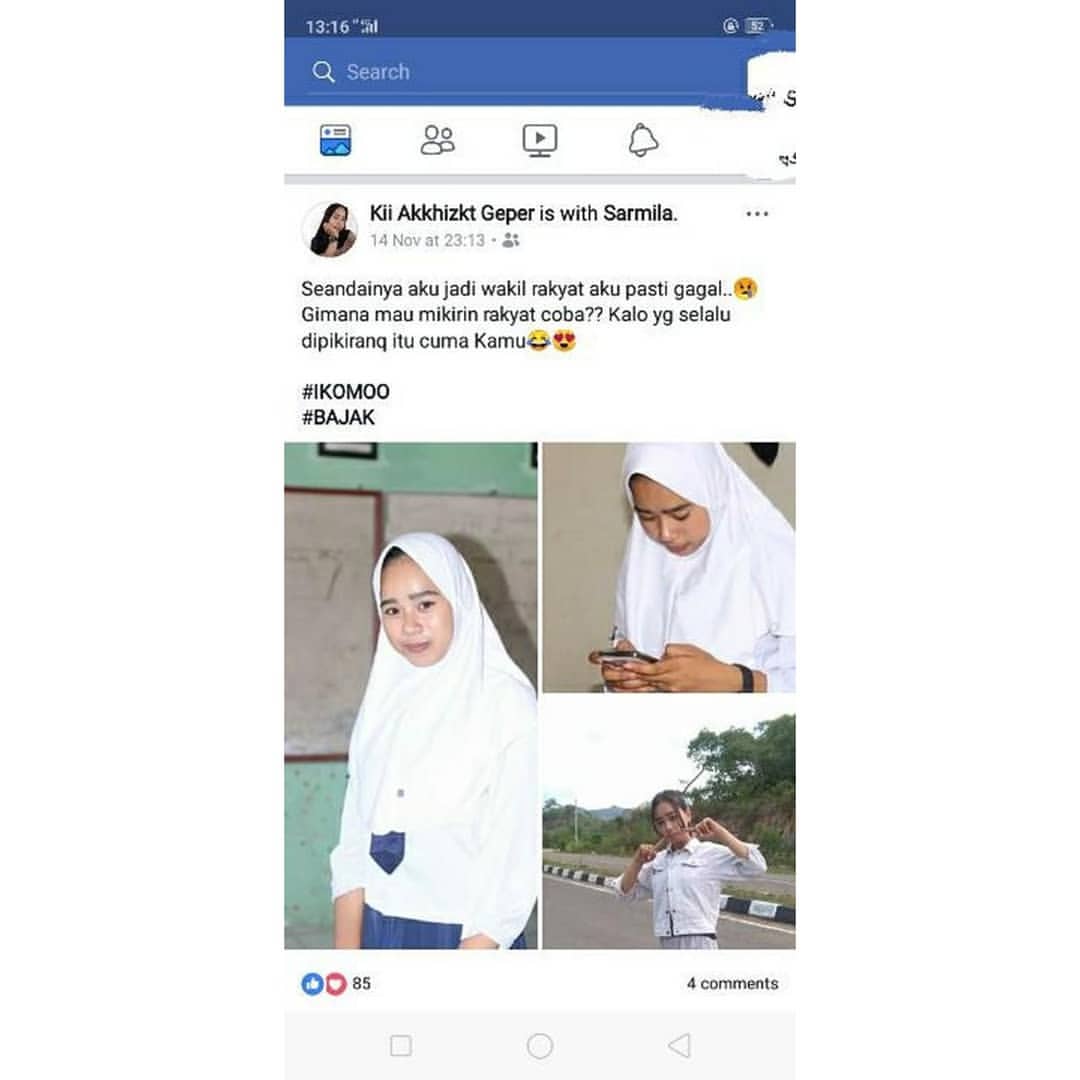 13:16
52
Search
Kii Akkhizkt Geper is with Sarmila.
14 Nov at 23:13
Seandainya aku jadi wakil rakyat aku pasti gagal..😢
Gimana mau mikirin rakyat coba?? Kalo yg selalu
dipikiranq itu cuma Kamu😂😍
#IKOMOO
#BAJAK
85
4 comments